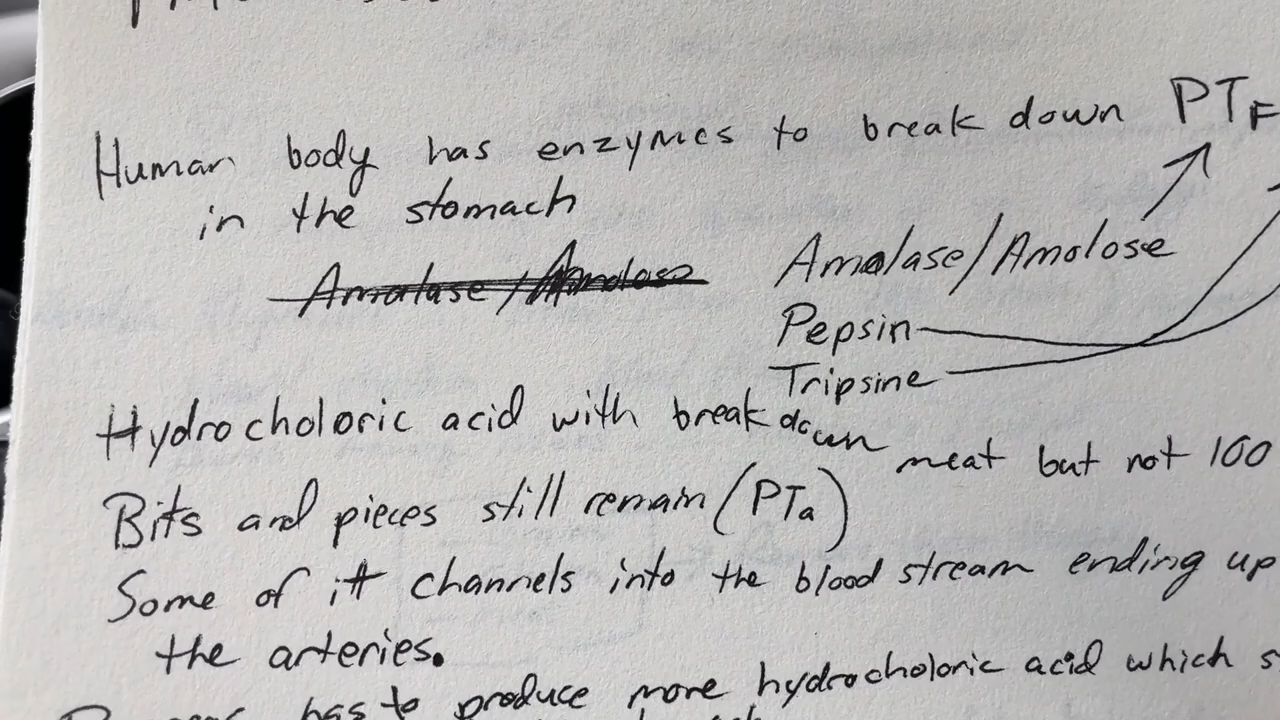 Human body has enzymes to break down PTF
in the stomach
Amalase/Amolose
Amalase/Amolose
Pepsin
Tripsine
Hydrocholoric acid with break down meat but not 100
Bits and pieces still remain (PTa)
Some of it channels into the blood stream ending up
the arteries.
has to produce more hydrocholoric acid which s